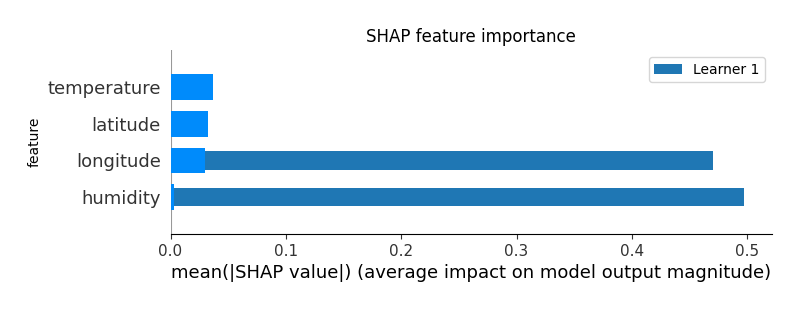 SHAP feature importance
Learner 1
feature
temperature
latitude
longitude
humidity
0.0 0.1 0.2 0.3 0.4 0.5
mean(|SHAP value|) (average impact on model output magnitude)